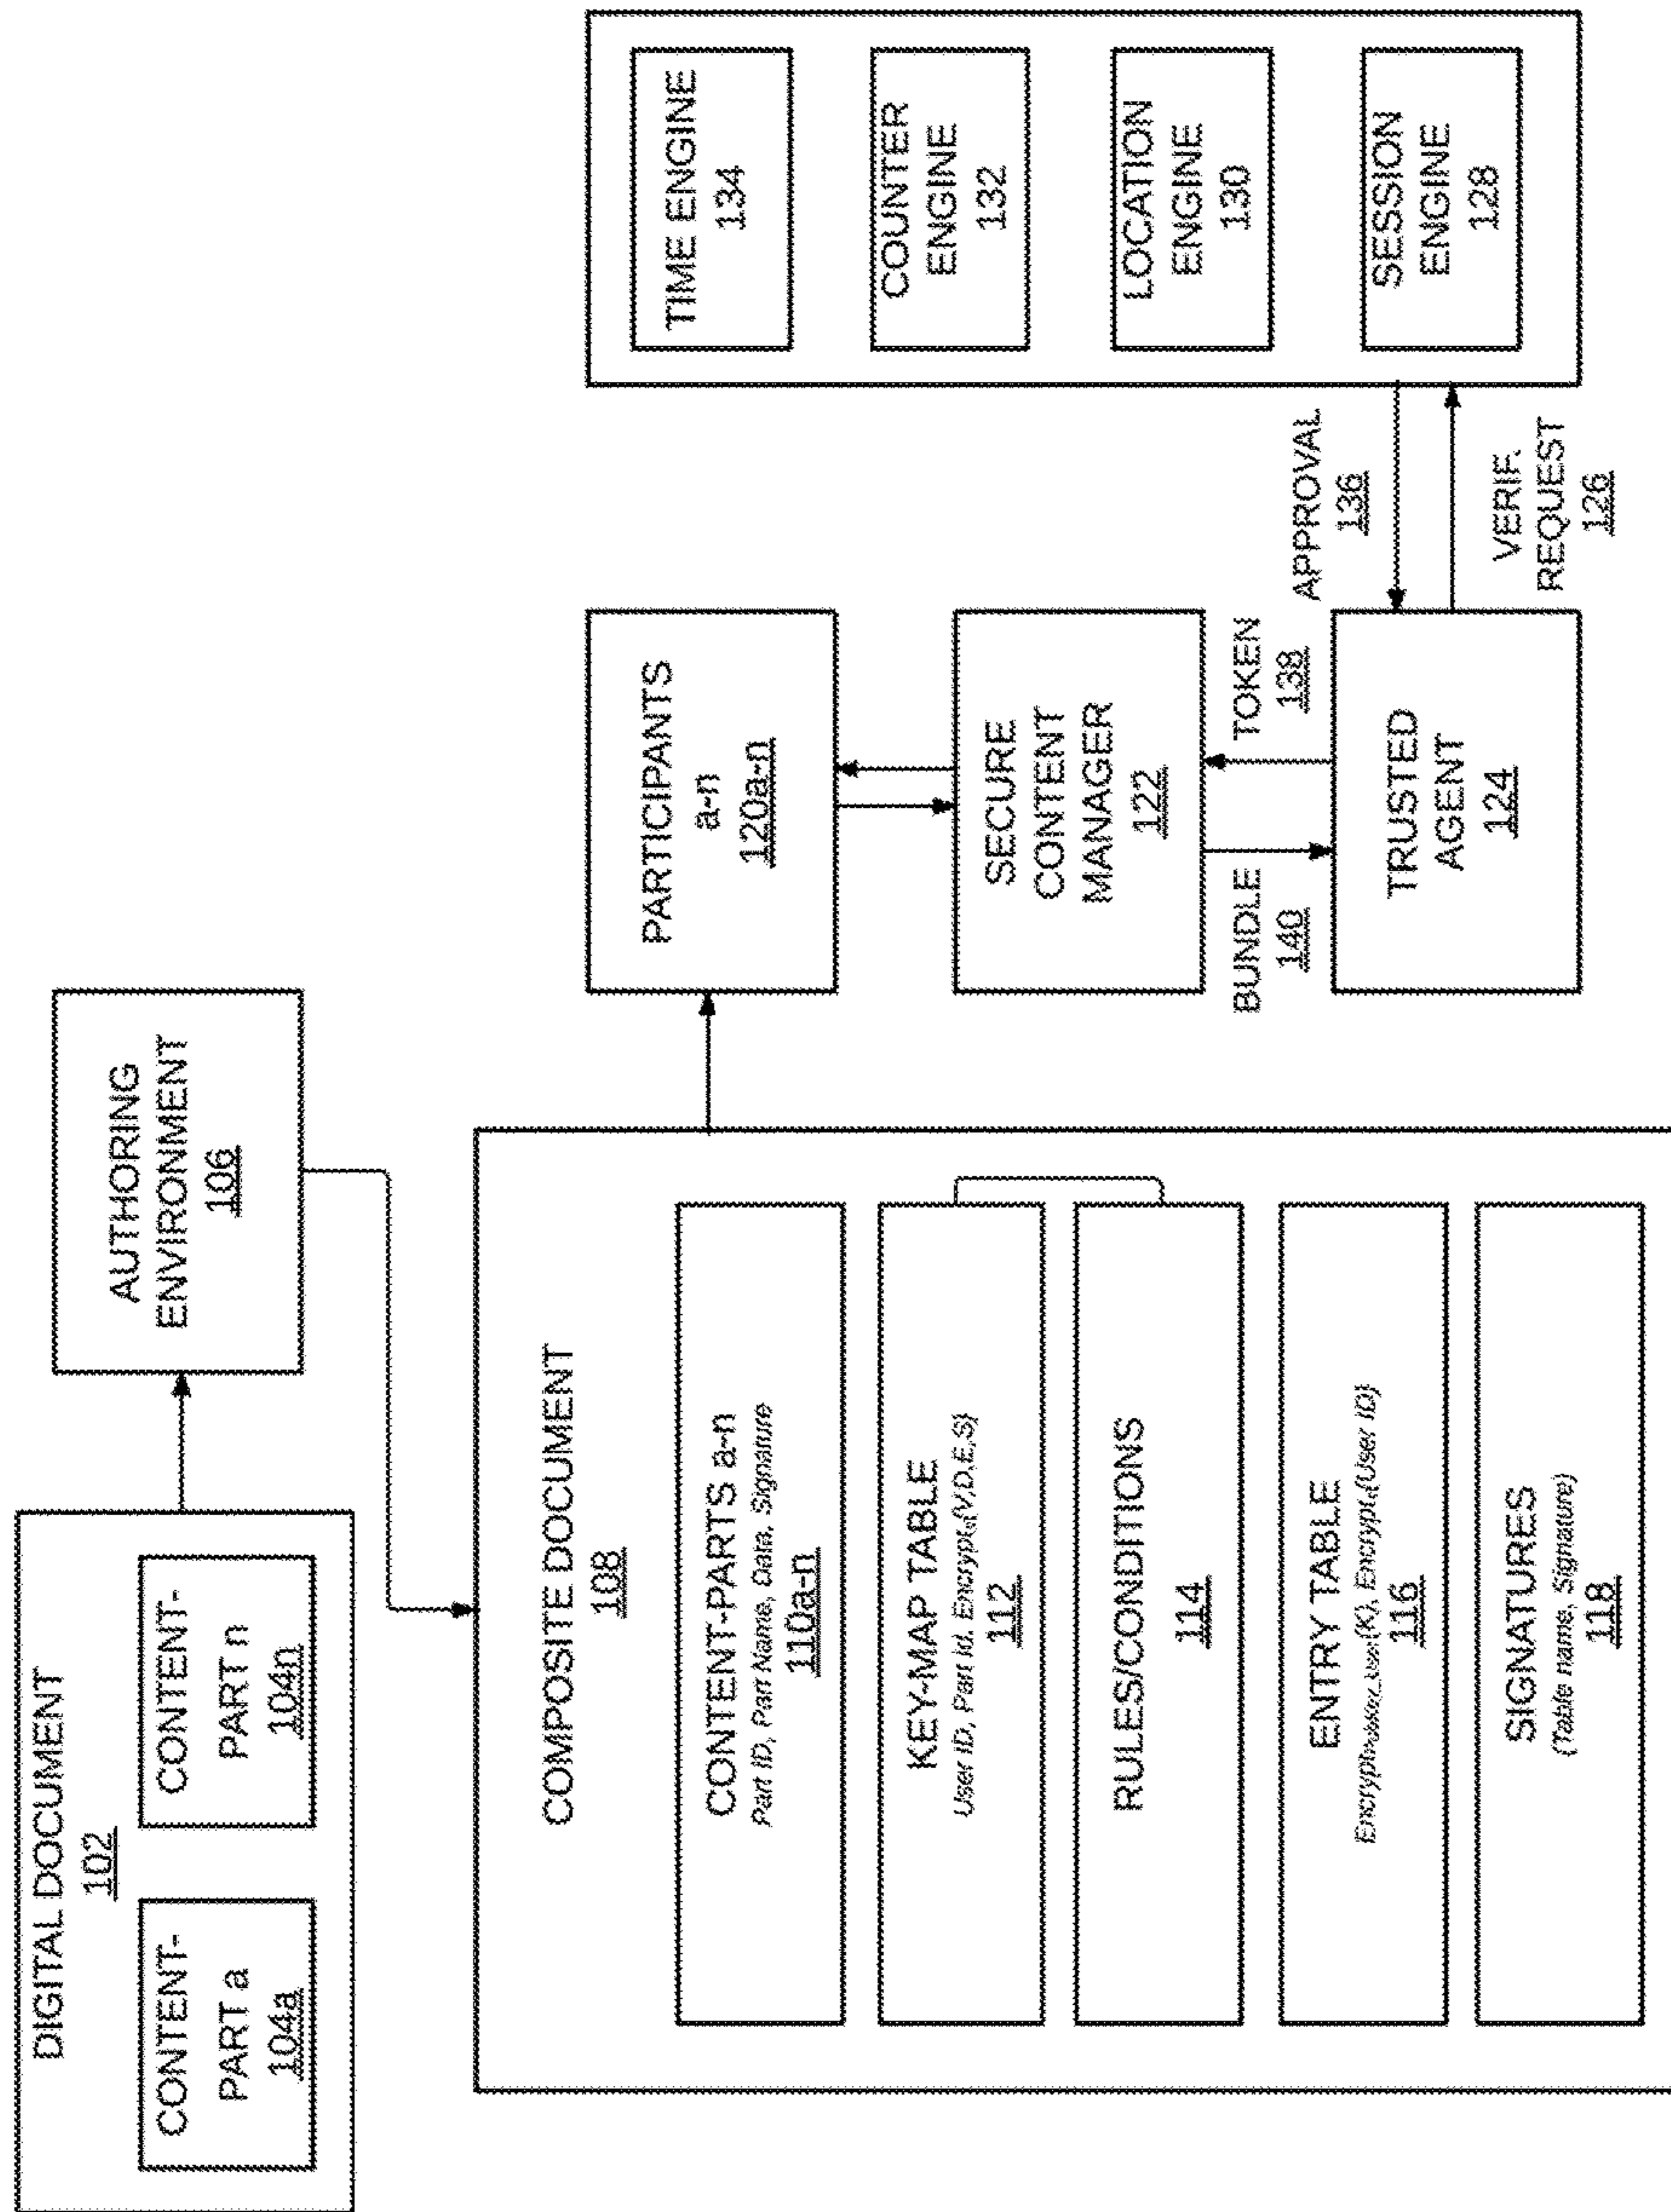 DIGITAL DOCUMENT
102
CONTENT-
PART a
104a
CONTENT-
PART n
104n
AUTHORING
ENVIRONMENT
106
COMPOSITE DOCUMENT
108
CONTENT-PARTS a-n
Part ID, Part Name, Data, Signature
110a-n
KEY-MAP TABLE
User ID, Part Id, Encryptₖ(V,D,E,S)
112
RULES/CONDITIONS
114
ENTRY TABLE
(K), (User ID)
116
SIGNATURES
(Table name, Signature)
118
PARTICIPANTS
a-n
120a-n
SECURE
CONTENT
MANAGER
122
BUNDLE
140
TOKEN
138
TRUSTED
AGENT
124
APPROVAL
136
VERIF.
REQUEST
126
TIME ENGINE
134
COUNTER
ENGINE
132
LOCATION
ENGINE
130
SESSION
ENGINE
128